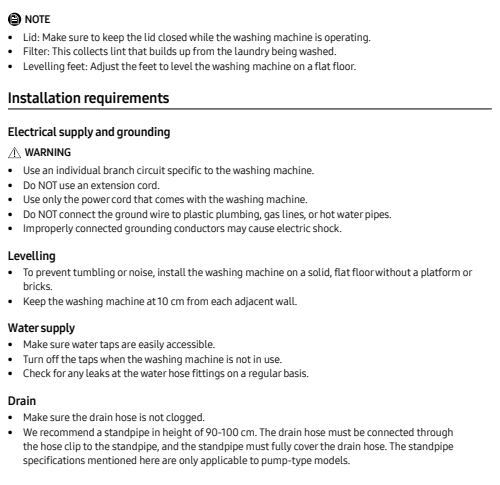 NOTE
• Lid: Make sure to keep the lid closed while the washing machine is operating.
• Filter: This collects lint that builds up from the laundry being washed.
• Levelling feet: Adjust the feet to level the washing machine on a flat floor.
Installation requirements
Electrical supply and grounding
WARNING
• Use an individual branch circuit specific to the washing machine.
• Do NOT use an extension cord.
• Use only the power cord that comes with the washing machine.
• Do NOT connect the ground wire to plastic plumbing, gas lines, or hot water pipes.
• Improperly connected grounding conductors may cause electric shock.
Levelling
• To prevent tumbling or noise, install the washing machine on a solid, flat floor without a platform or
bricks.
• Keep the washing machine at 10 cm from each adjacent wall.
Water supply
• Make sure water taps are easily accessible.
• Turn off the taps when the washing machine is not in use.
• Check for any leaks at the water hose fittings on a regular basis.
Drain
• Make sure the drain hose is not clogged.
• We recommend a standpipe in height of 90-100 cm. The drain hose must be connected through
the hose clip to the standpipe, and the standpipe must fully cover the drain hose. The standpipe
specifications mentioned here are only applicable to pump-type models.